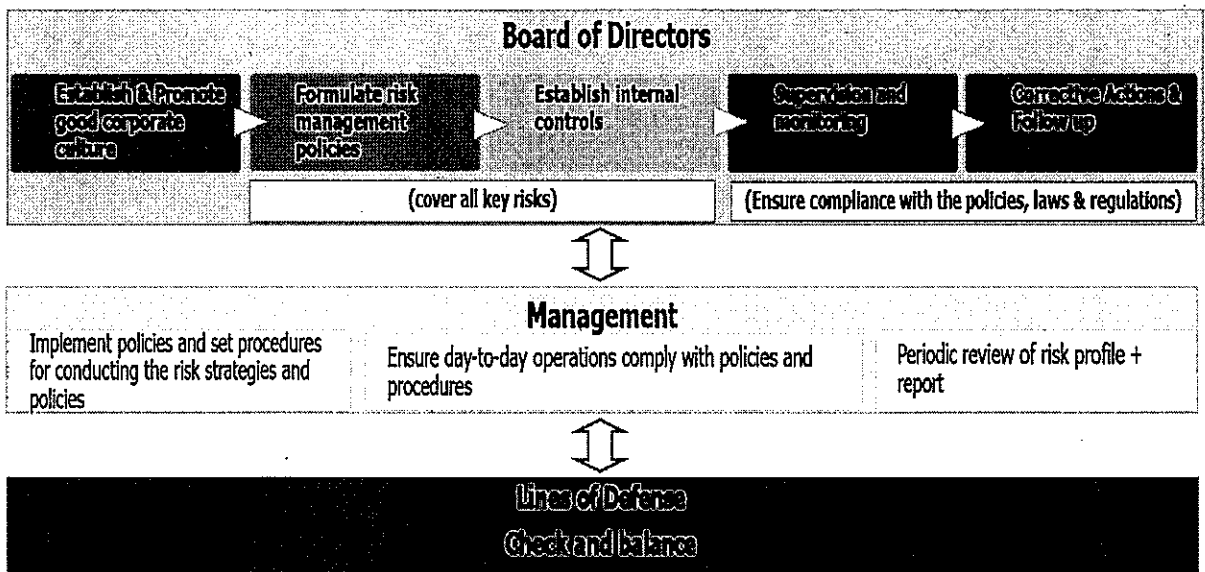 Board of Directors
Establish & Promote
good corporate
culture
Formulate risk
management
policies
Establish internal
controls
Supervision and
monitoring
Corrective Actions &
Follow up
(cover all key risks)
(Ensure compliance with the policies, laws & regulations)
Management
Implement policies and set procedures
for conducting the risk strategies and
policies
Ensure day-to-day operations comply with policies and
procedures
Periodic review of risk profile +
report
Lines of Defense
Check and balance